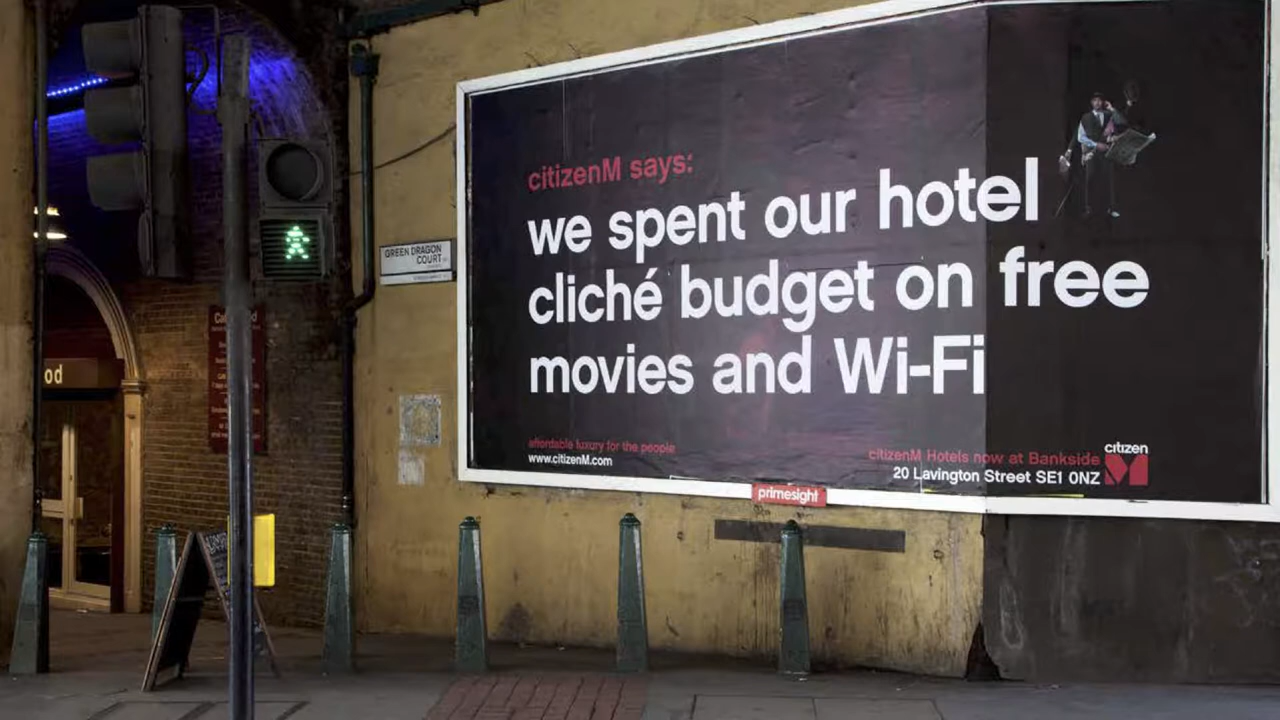 citizenM says:
we spent our hotel
cliché budget on free
movies and Wi-Fi
affordable luxury for the people
www.citizenM.com
citizenM Hotels now at Bankside
20 Lavington Street SE1 0NZ
citizen
M
primesight
GREEN DRAGON
COURT
od